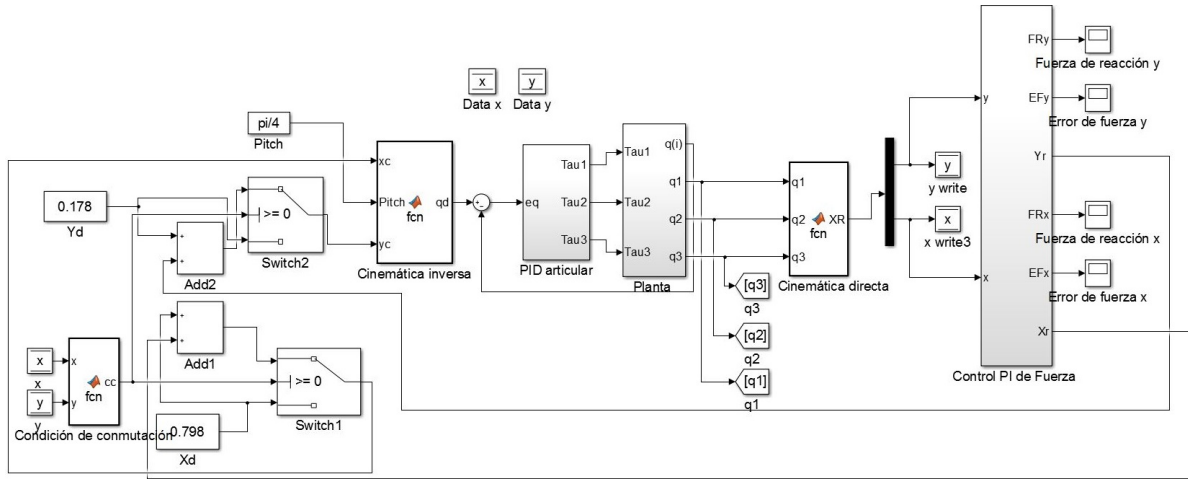 pi/4
Pitch
0.178
Yd
Add2
>= 0
Switch2
xc
Pitch
yc
fcn
qd
Cinemática inversa
x
Data x
y
Data y
+
-
eq
Tau1
Tau2
Tau3
PID articular
Tau1
Tau2
Tau3
q(i)
q1
q2
q3
Planta
q1
q2
q3
fcn
XR
Cinemática directa
[q3]
q3
[q2]
q2
[q1]
q1
y
y write
x
x write3
y
x
FRy
EFy
Yr
FRx
EFx
Xr
Control PI de Fuerza
Fuerza de reacción y
Error de fuerza y
Fuerza de reacción x
Error de fuerza x
+
+
+
+
Add1
>= 0
Switch1
x
x
y
y
x
y
fcn
cc
Condición de conmutación
0.798
Xd